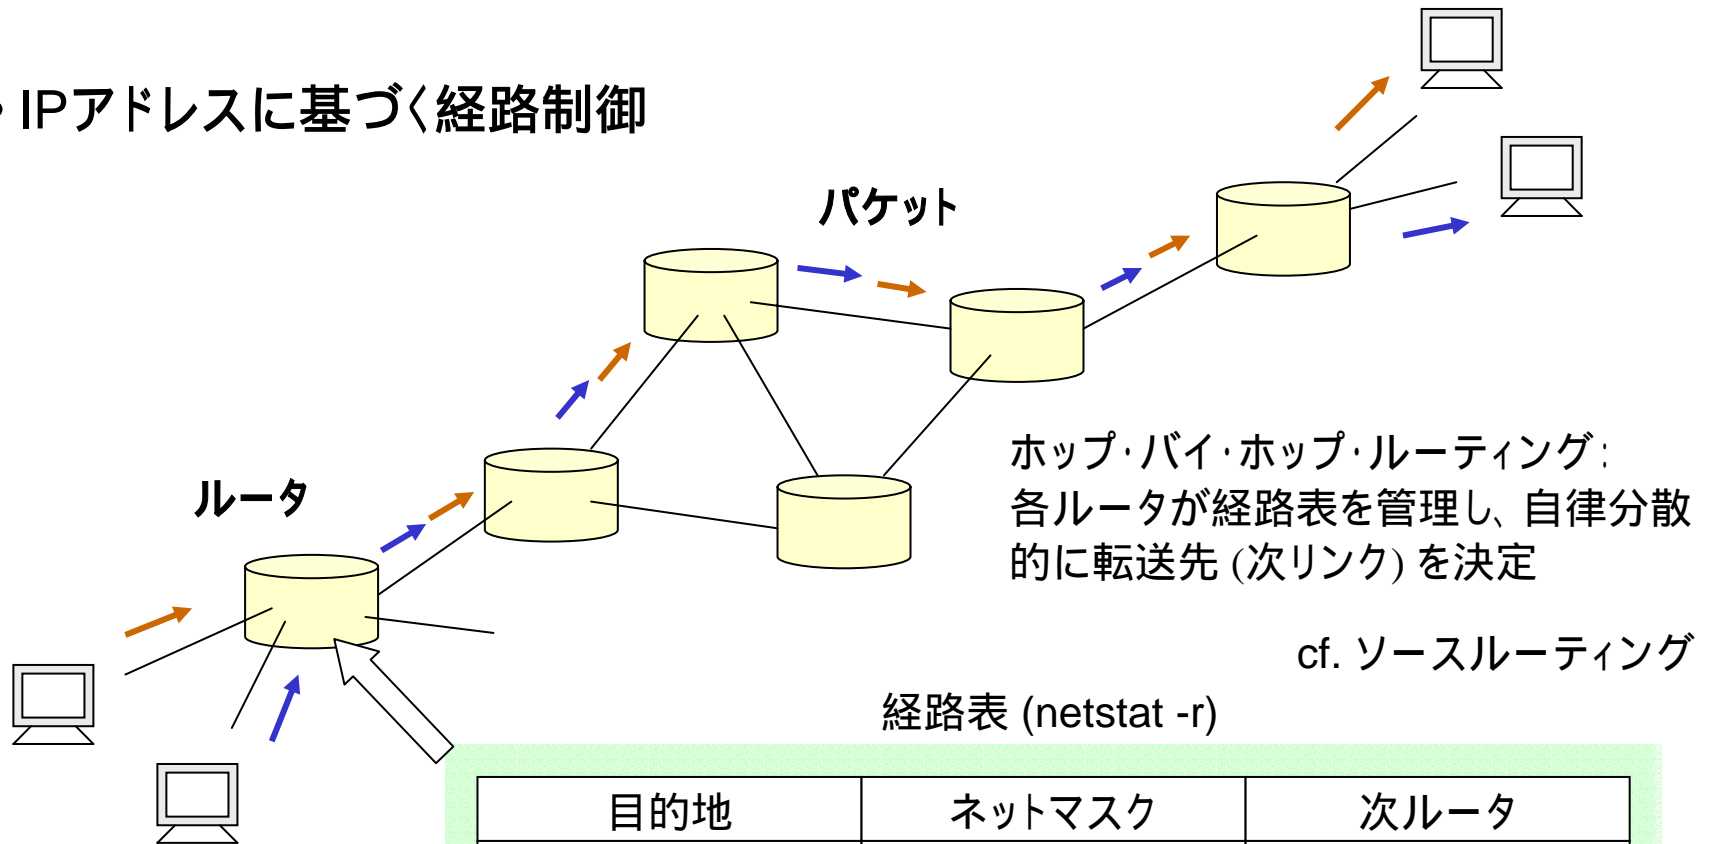 ・IPアドレスに基づく経路制御
パケット
ルータ
ホップ・バイ・ホップ・ルーティング:
各ルータが経路表を管理し、自律分散
的に転送先 (次リンク) を決定
cf. ソースルーティング
経路表 (netstat -r)
目的地 ネットマスク 次ルータ